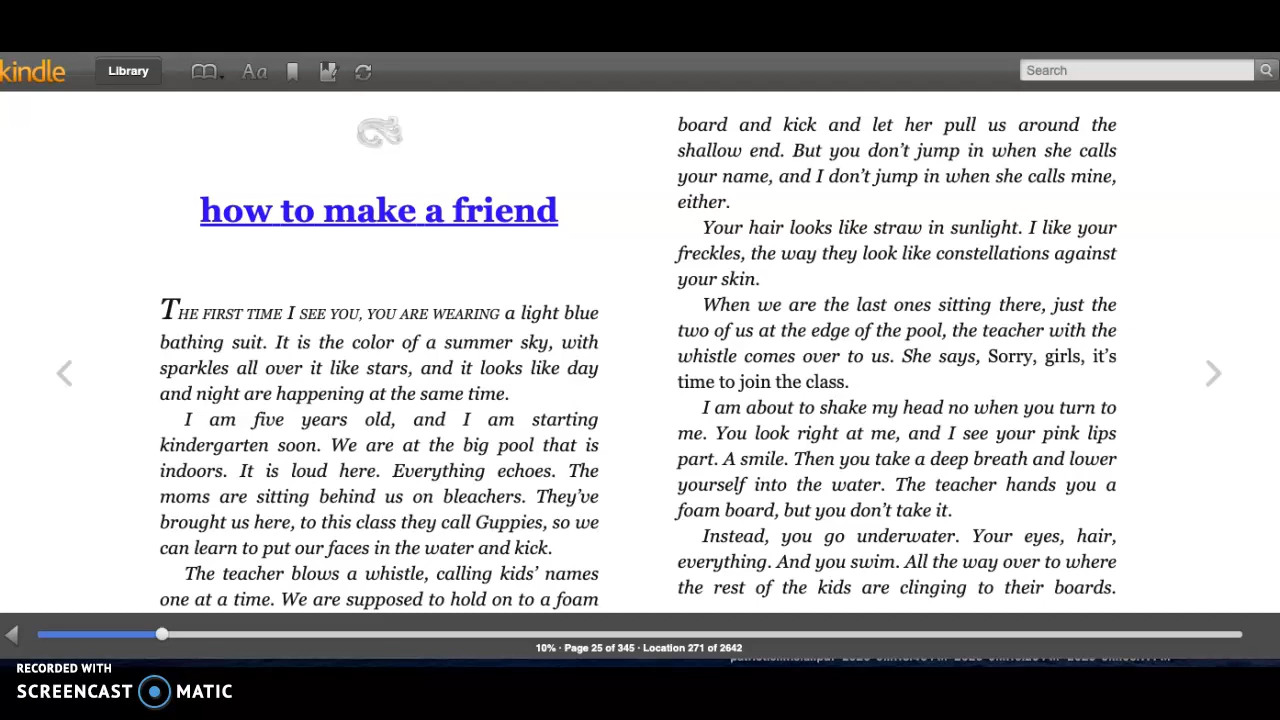 kindle
Library
Aa
Search
how to make a friend
THE FIRST TIME I SEE YOU, YOU ARE WEARING a light blue
bathing suit. It is the color of a summer sky, with
sparkles all over it like stars, and it looks like day
and night are happening at the same time.
I am five years old, and I am starting
kindergarten soon. We are at the big pool that is
indoors. It is loud here. Everything echoes. The
moms are sitting behind us on bleachers. They've
brought us here, to this class they call Guppies, so we
can learn to put our faces in the water and kick.
The teacher blows a whistle, calling kids' names
one at a time. We are supposed to hold on to a foam
board and kick and let her pull us around the
shallow end. But you don't jump in when she calls
your name, and I don't jump in when she calls mine,
either.
Your hair looks like straw in sunlight. I like your
freckles, the way they look like constellations against
your skin.
When we are the last ones sitting there, just the
two of us at the edge of the pool, the teacher with the
whistle comes over to us. She says, Sorry, girls, it's
time to join the class.
I am about to shake my head no when you turn to
me. You look right at me, and I see your pink lips
part. A smile. Then you take a deep breath and lower
yourself into the water. The teacher hands you a
foam board, but you don't take it.
Instead, you go underwater. Your eyes, hair,
everything. And you swim. All the way over to where
the rest of the kids are clinging to their boards.
10% · Page 25 of 345 · Location 271 of 2642
RECORDED WITH
SCREENCAST MATIC